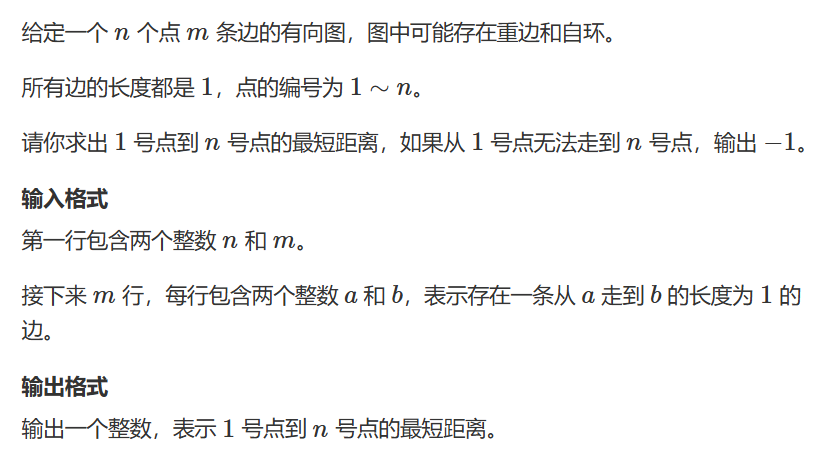 给定一个 n 个点 m 条边的有向图，图中可能存在重边和自环。
所有边的长度都是 1，点的编号为 1 ∼ n。
请你求出 1 号点到 n 号点的最短距离，如果从 1 号点无法走到 n 号点，输出 −1。
输入格式
第一行包含两个整数 n 和 m。
接下来 m 行，每行包含两个整数 a 和 b，表示存在一条从 a 走到 b 的长度为 1 的
边。
输出格式
输出一个整数，表示 1 号点到 n 号点的最短距离。